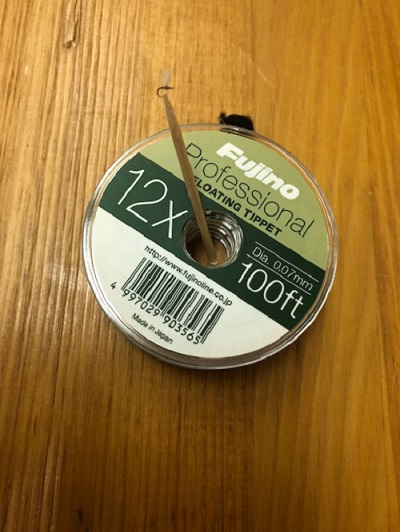 Fujino
Professional
FLOATING TIPPET
12X
Dia. 0.07mm
100ft
http://www.fujinoline.co.jp
4 997029 903565
Made in Japan